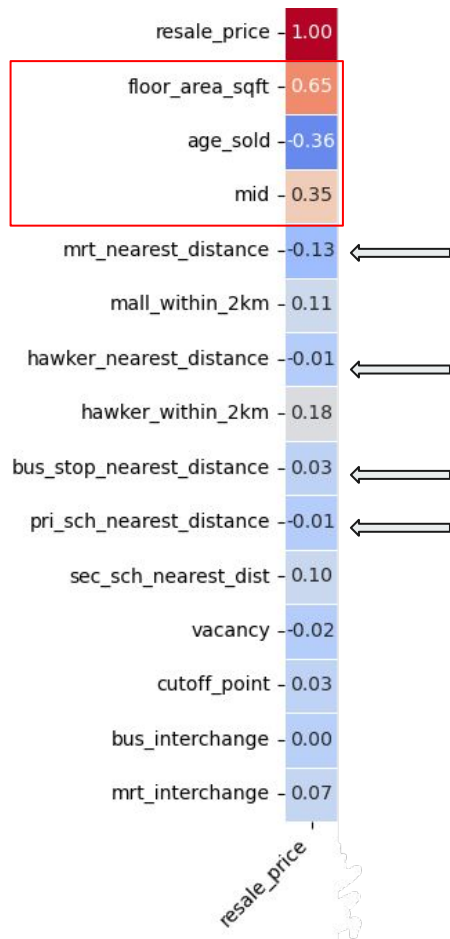 resale_price 1.00
floor_area_sqft 0.65
age_sold -0.36
mid 0.35
mrt_nearest_distance -0.13
mall_within_2km 0.11
hawker_nearest_distance -0.01
hawker_within_2km 0.18
bus_stop_nearest_distance 0.03
pri_sch_nearest_distance -0.01
sec_sch_nearest_dist 0.10
vacancy -0.02
cutoff_point 0.03
bus_interchange 0.00
mrt_interchange 0.07
resale_price